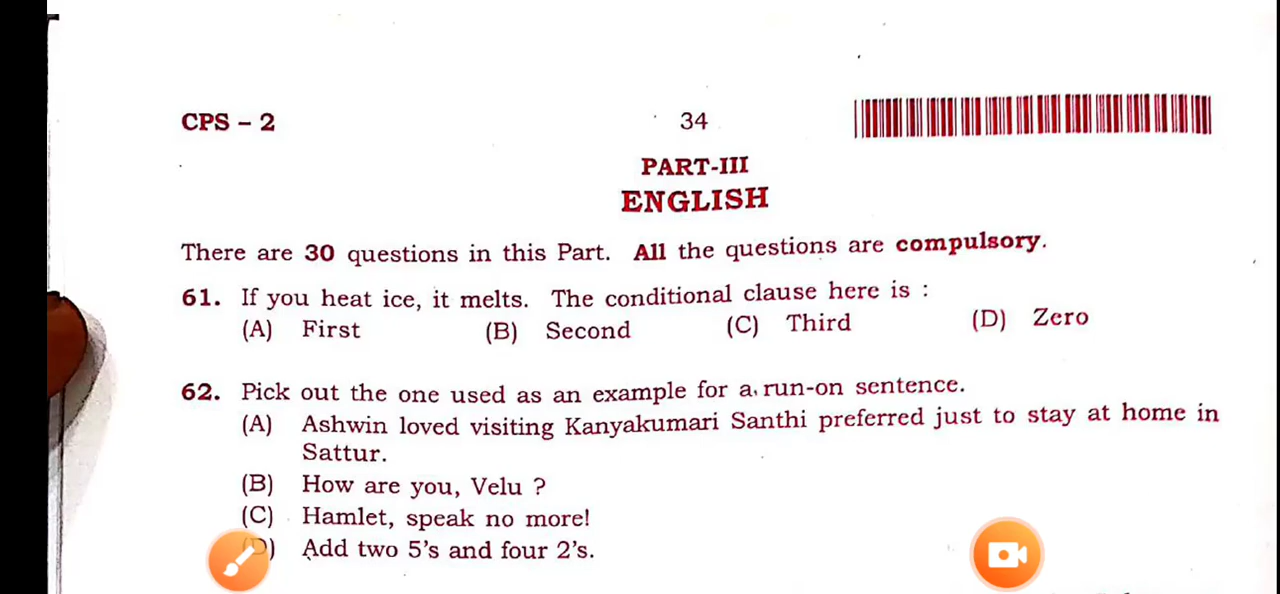 CPS – 2 34
PART-III
ENGLISH
There are 30 questions in this Part. All the questions are compulsory.
61. If you heat ice, it melts. The conditional clause here is :
(A) First (B) Second (C) Third (D) Zero
62. Pick out the one used as an example for a run-on sentence.
(A) Ashwin loved visiting Kanyakumari Santhi preferred just to stay at home in
Sattur.
(B) How are you, Velu ?
(C) Hamlet, speak no more!
(D) Add two 5's and four 2's.